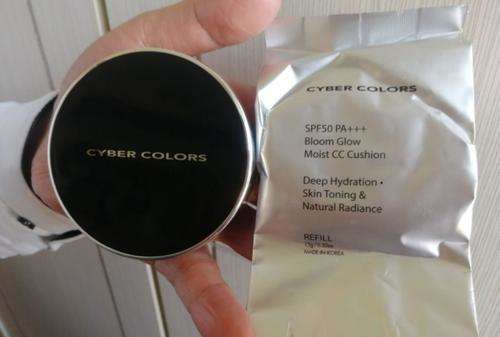 CYBER COLORS
CYBER COLORS
SPF50 PA+++
Bloom Glow
Moist CC Cushion
Deep Hydration •
Skin Toning &
Natural Radiance
REFILL
MADE IN KOREA